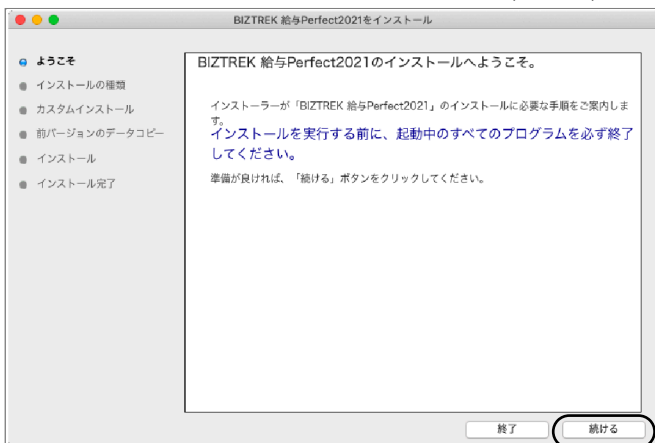 BIZTREK 給与Perfect2021をインストール
ようこそ
インストールの種類
カスタムインストール
前バージョンのデータコピー
インストール
インストール完了
BIZTREK 給与Perfect2021のインストールへようこそ。
インストーラーが「BIZTREK 給与Perfect2021」のインストールに必要な手順をご案内しま
す。
インストールを実行する前に、起動中のすべてのプログラムを必ず終了
してください。
準備が良ければ、「続ける」ボタンをクリックしてください。
終了
続ける